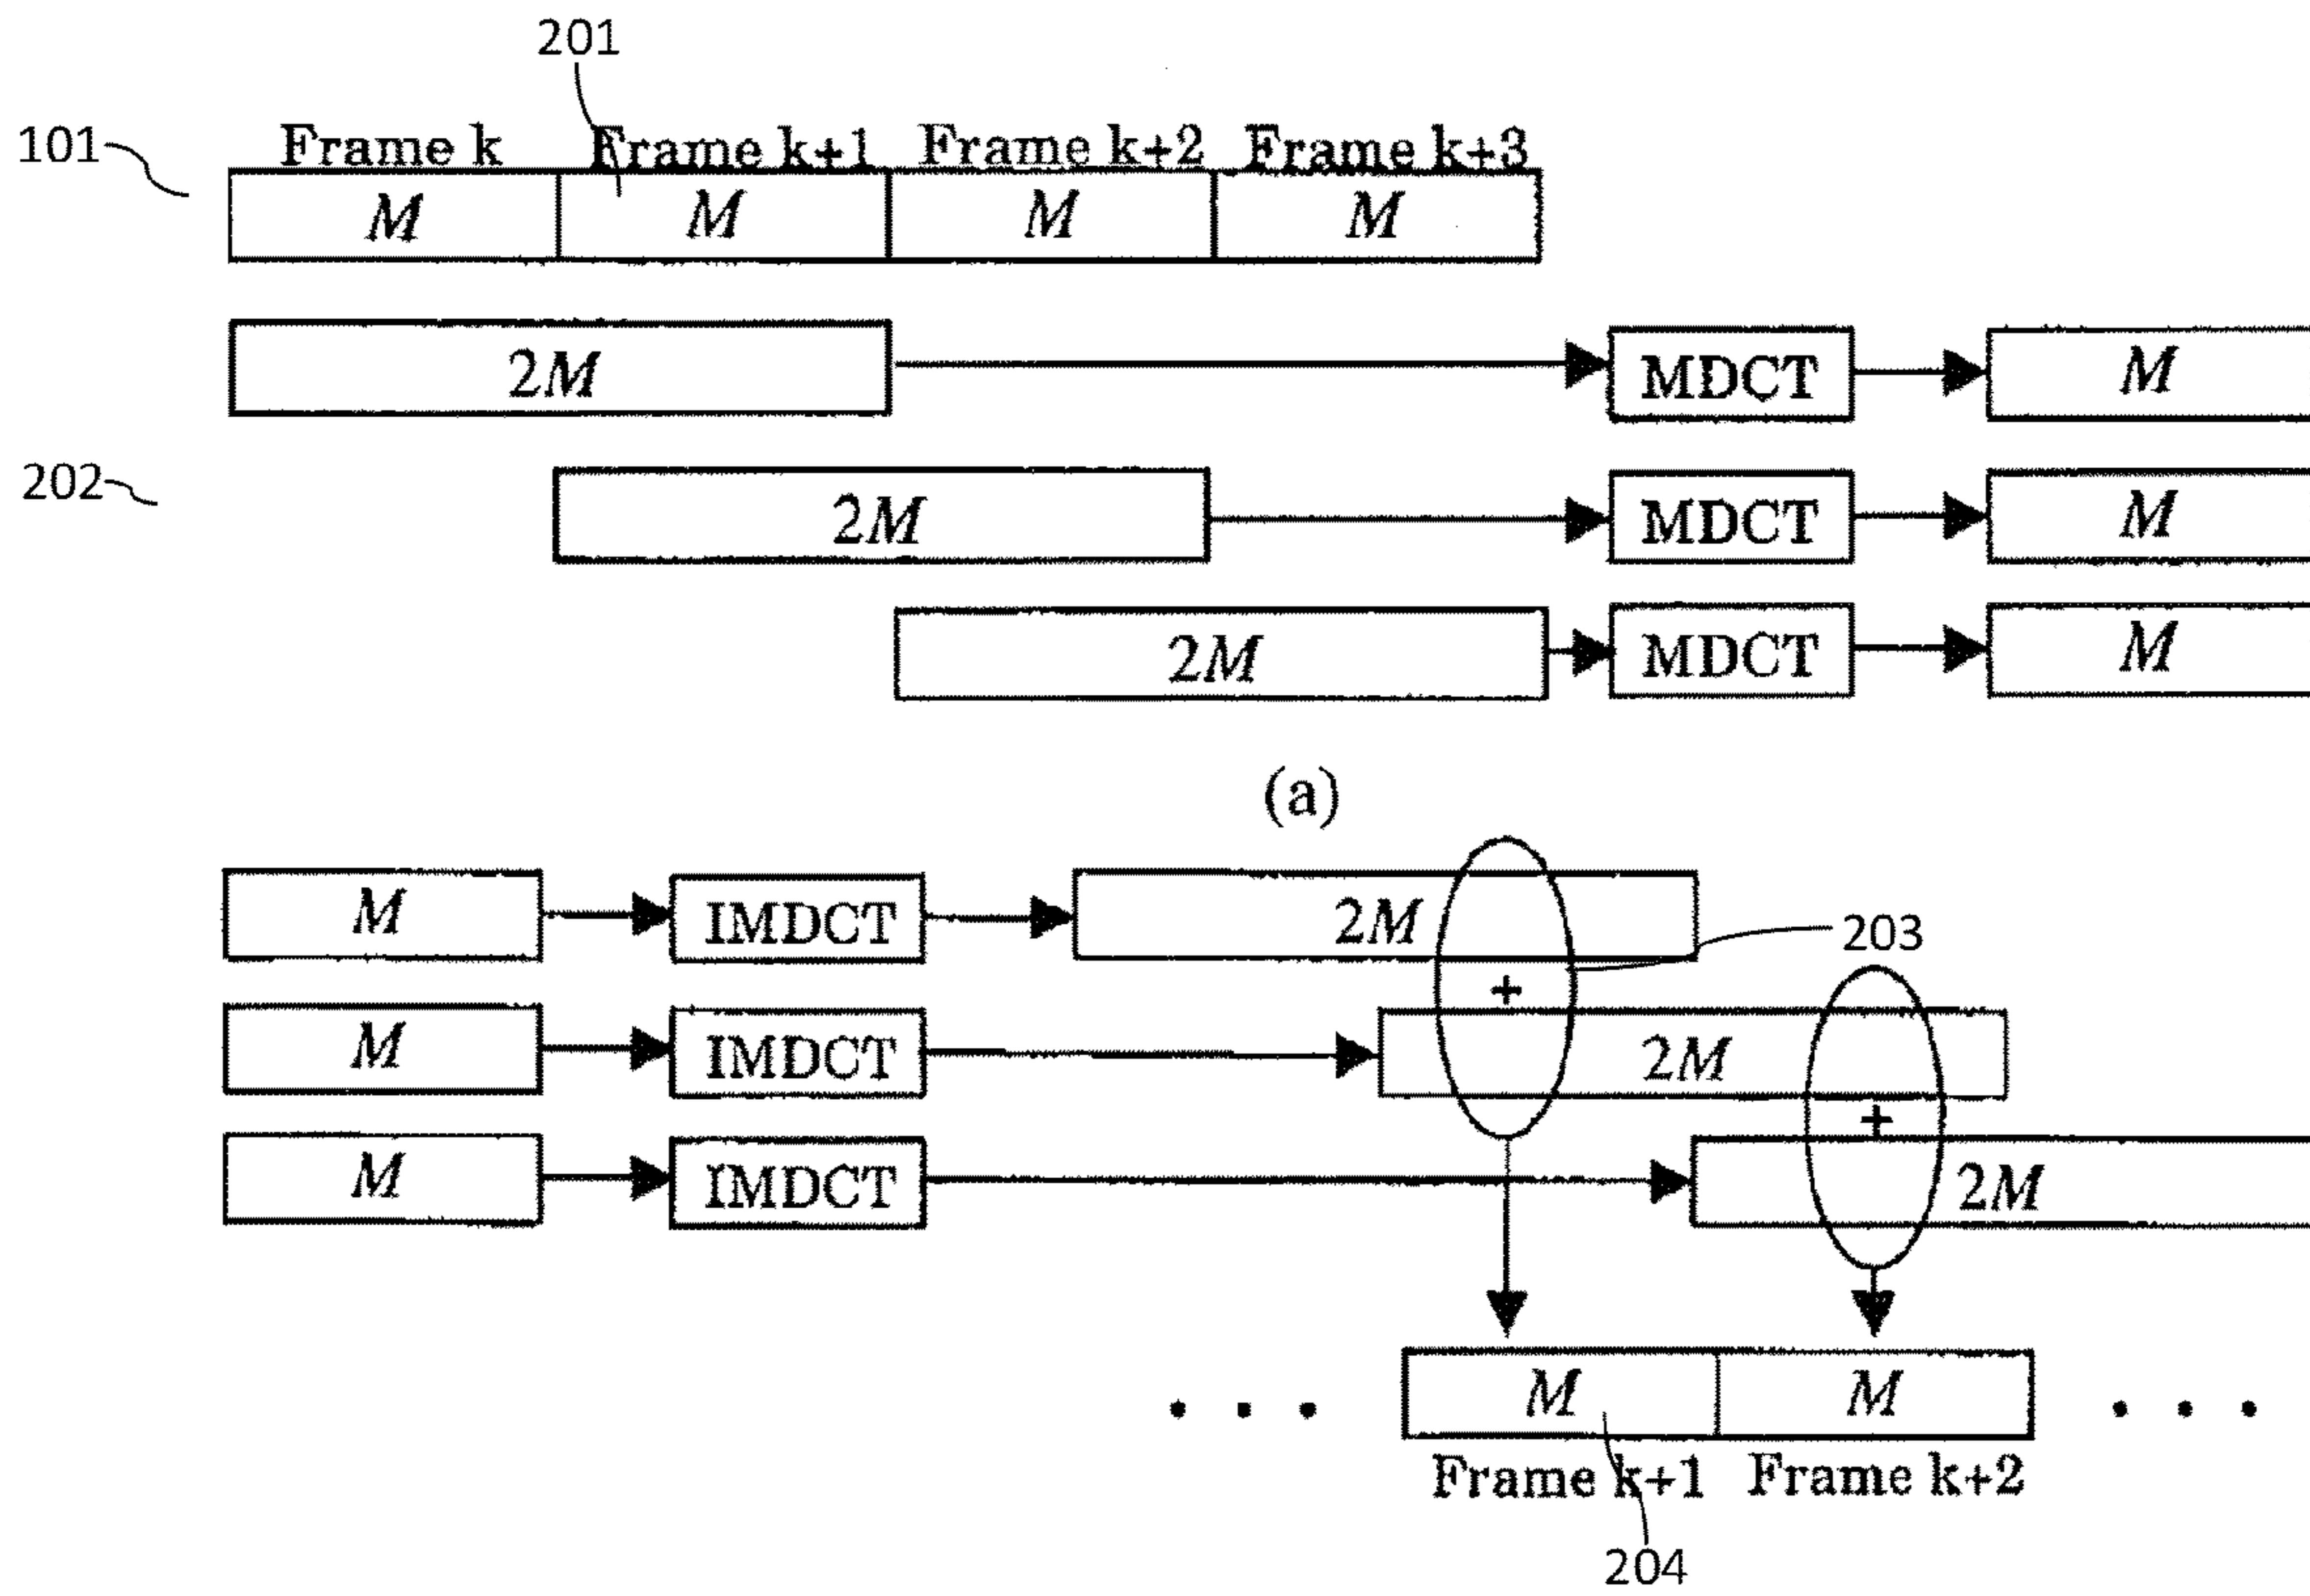 201
101
Frame k Frame k+1 Frame k+2 Frame k+3
M M M M
2M MDCT M
202
2M MDCT M
2M MDCT M
(a)
M IMDCT 2M
203
+
M IMDCT 2M
+
M IMDCT 2M
. . . M M . . .
Frame k+1 Frame k+2
204